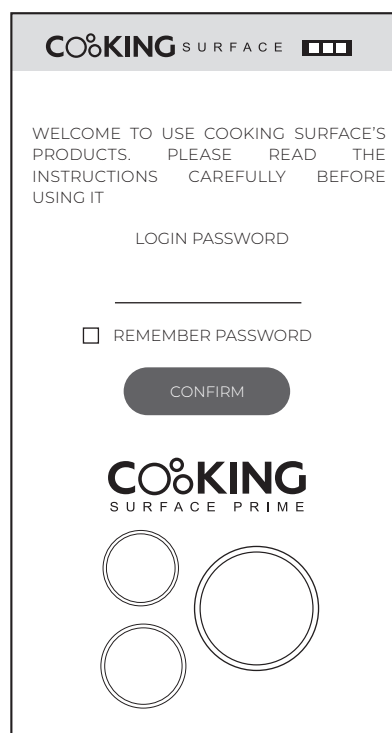 COOKING SURFACE
WELCOME TO USE COOKING SURFACE'S
PRODUCTS. PLEASE READ THE
INSTRUCTIONS CAREFULLY BEFORE
USING IT
LOGIN PASSWORD
REMEMBER PASSWORD
CONFIRM
COOKING
SURFACE PRIME